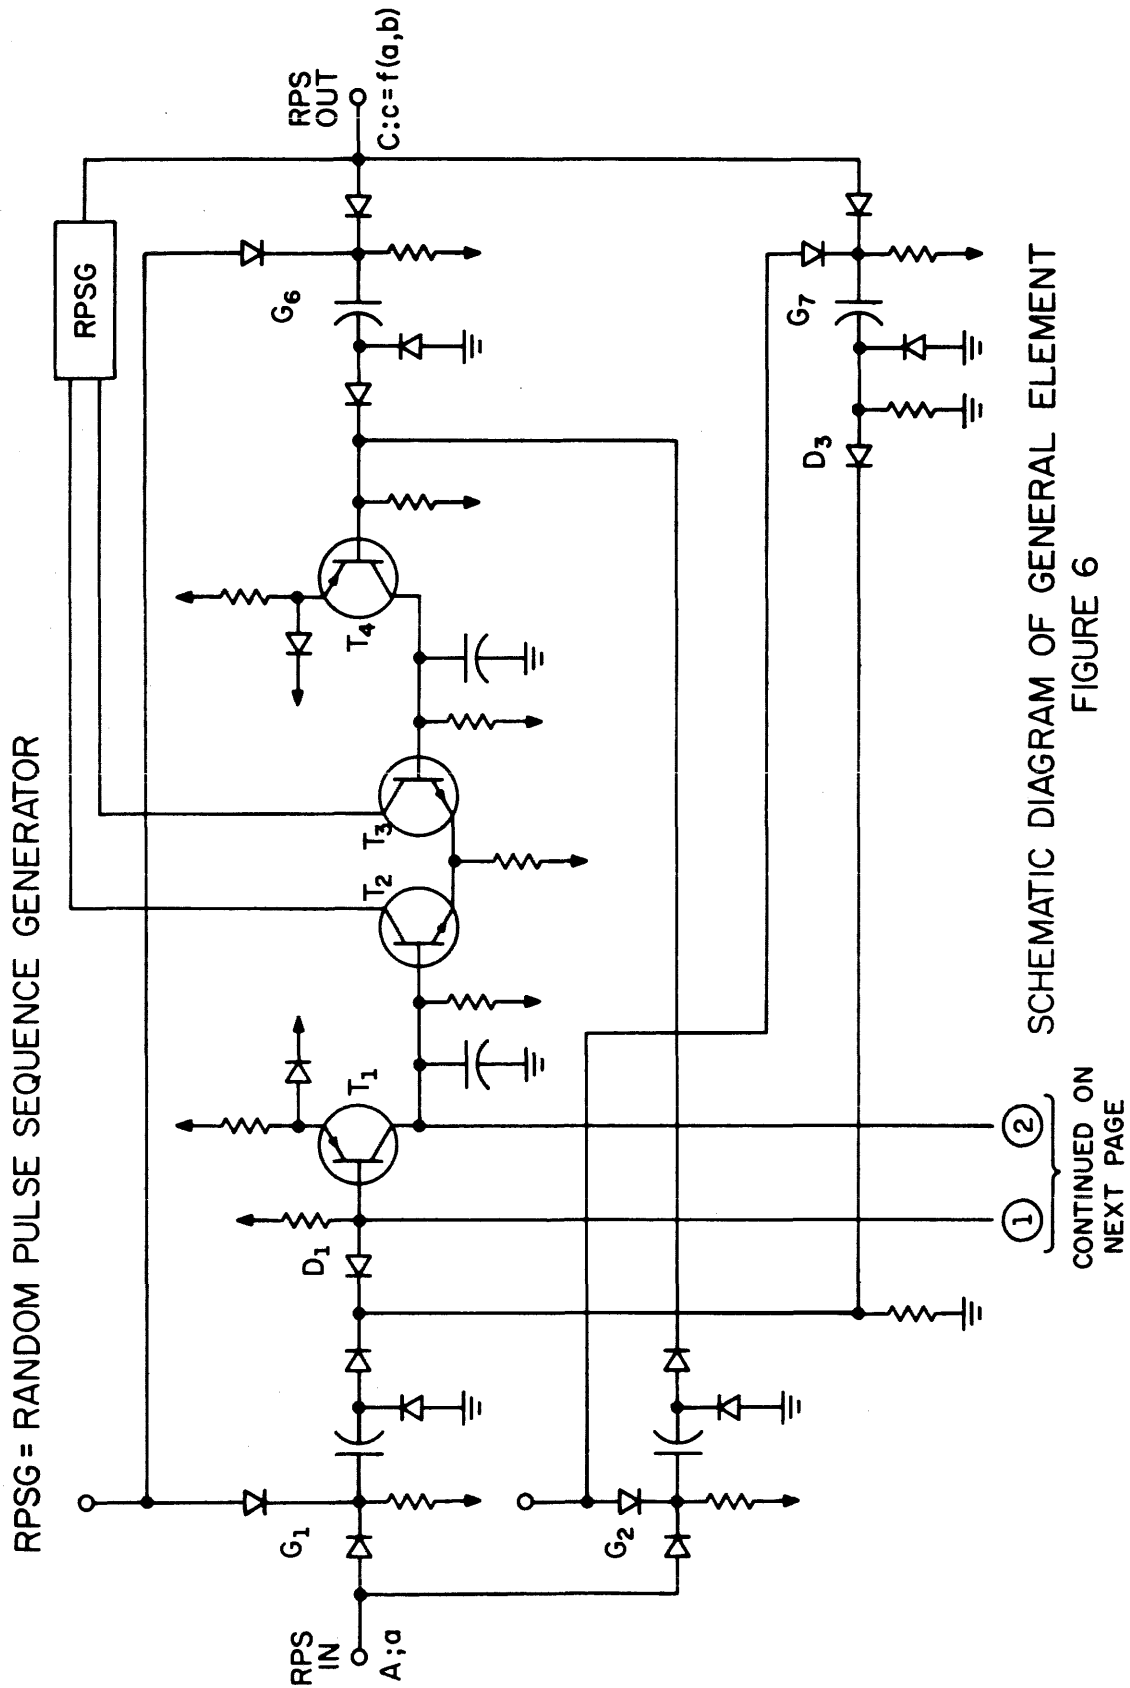 RPSG = RANDOM PULSE SEQUENCE GENERATOR
RPSG
RPS
IN
A;a
RPS
OUT
C:c=f(a,b)
G1
G2
D1
T1
T2
T3
T4
G6
G7
D3
1
2
CONTINUED ON
NEXT PAGE
SCHEMATIC DIAGRAM OF GENERAL ELEMENT
FIGURE 6